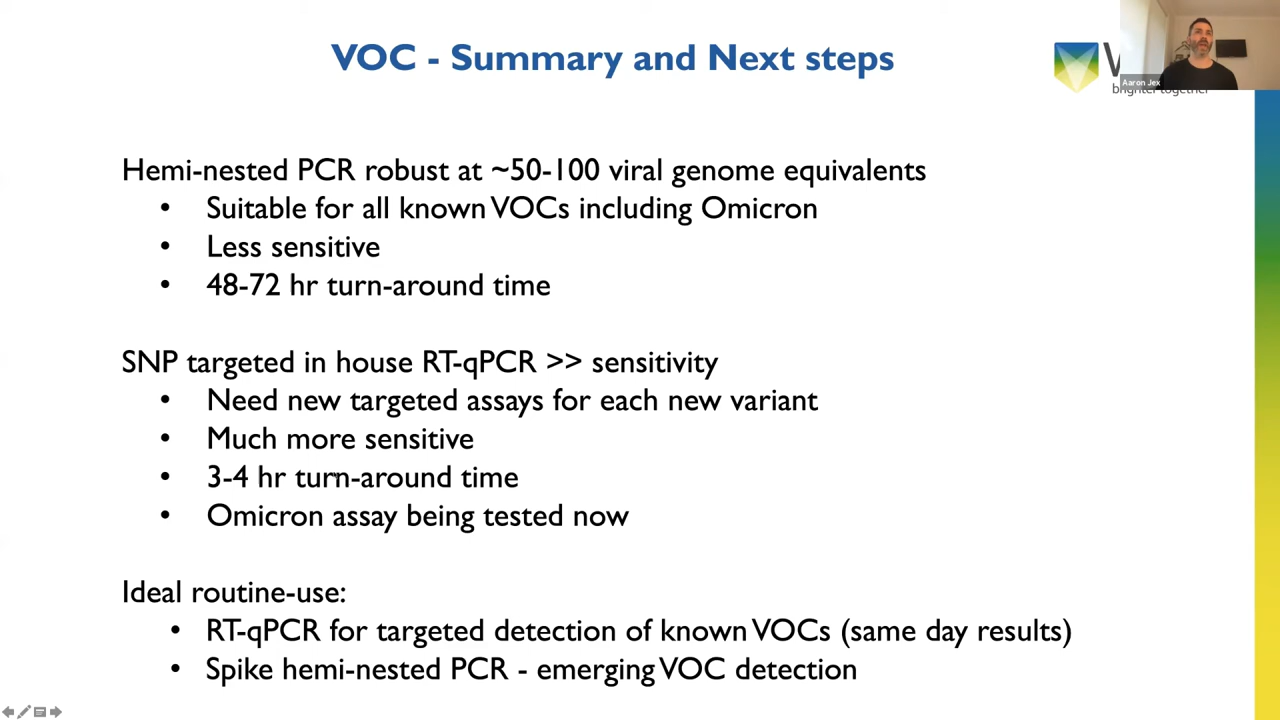 VOC - Summary and Next steps
V
Aaron Jex
brighter together
Hemi-nested PCR robust at ~50-100 viral genome equivalents
• Suitable for all known VOCs including Omicron
• Less sensitive
• 48-72 hr turn-around time
SNP targeted in house RT-qPCR >> sensitivity
• Need new targeted assays for each new variant
• Much more sensitive
• 3-4 hr turn-around time
• Omicron assay being tested now
Ideal routine-use:
• RT-qPCR for targeted detection of known VOCs (same day results)
• Spike hemi-nested PCR - emerging VOC detection